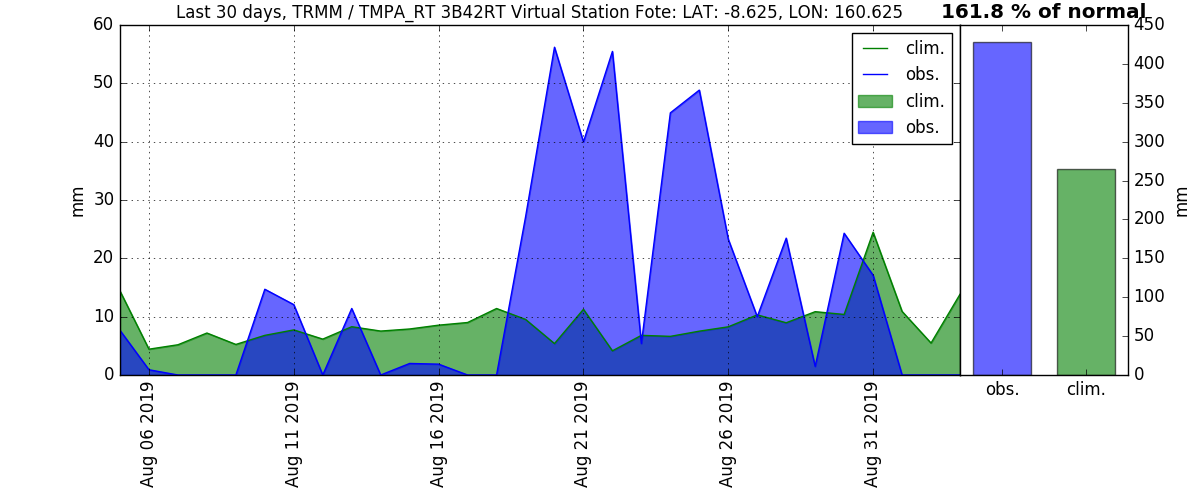 Last 30 days, TRMM / TMPA_RT 3B42RT Virtual Station Fote: LAT: -8.625, LON: 160.625
161.8 % of normal
60
50
40
30
20
10
0
mm
clim.
obs.
clim.
obs.
450
400
350
300
250
200
150
100
50
0
mm
obs.
clim.
Aug 06 2019
Aug 11 2019
Aug 16 2019
Aug 21 2019
Aug 26 2019
Aug 31 2019